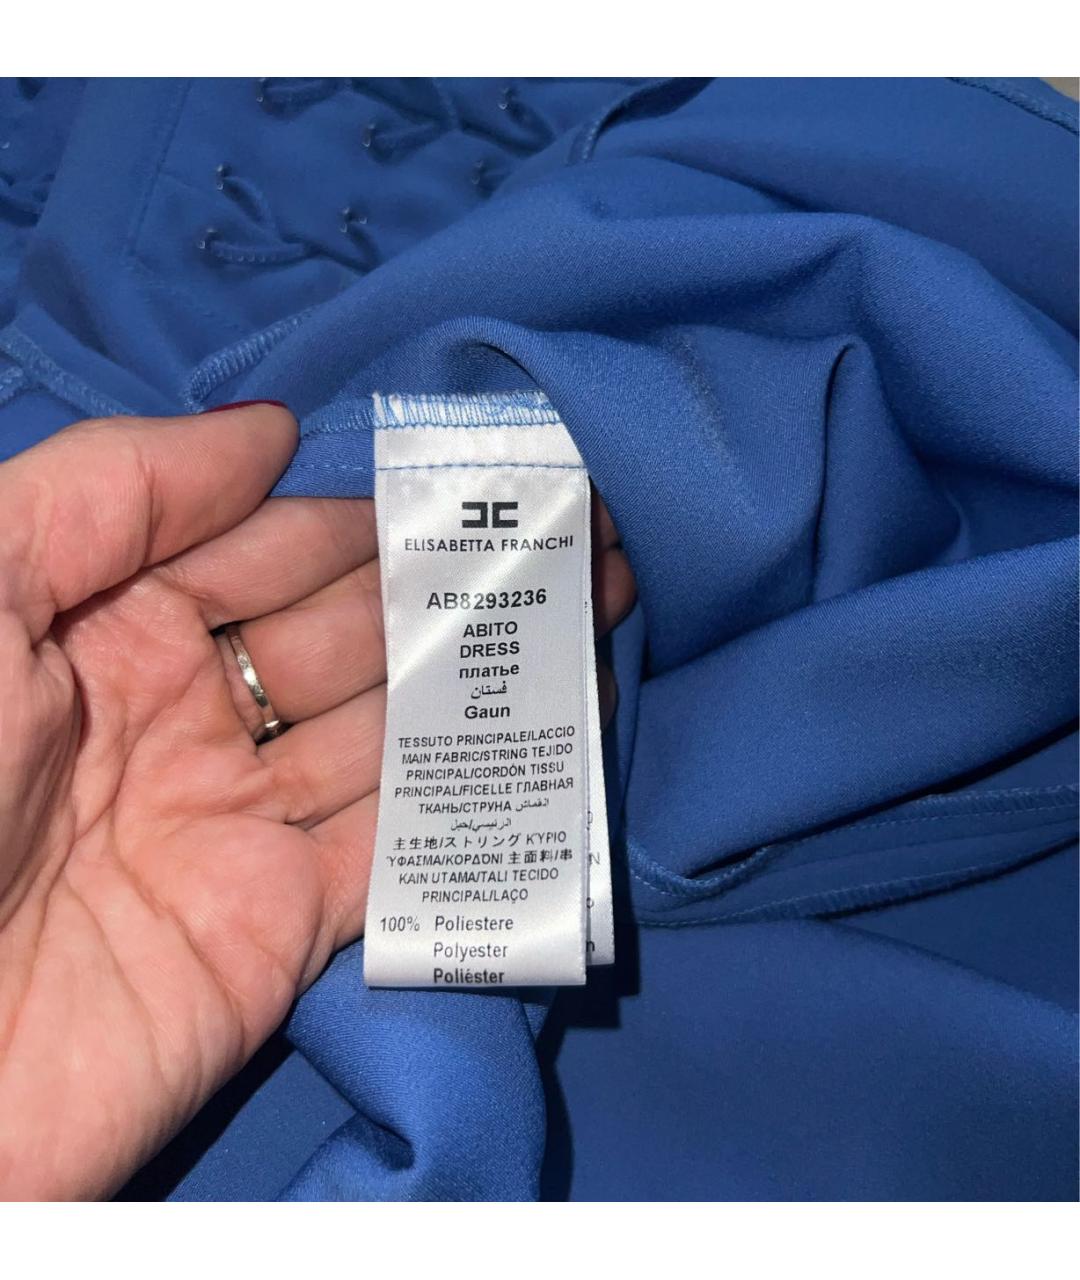 ELISABETTA FRANCHI
AB8293236
ABITO
DRESS
платье
فستان
Gaun
TESSUTO PRINCIPALE/LACCIO
MAIN FABRIC/STRING TEJIDO
PRINCIPAL/CORDÓN TISSU
PRINCIPAL/FICELLE ГЛАВНАЯ
ТКАНЬ/СТРУНА القماش
الرئيسي/حبل
主生地/ストリング ΚΎΡΙΟ
ΎΦΑΣΜΑ/ΚΟΡΔΌΝΙ 主面料/串
KAIN UTAMA/TALI TECIDO
PRINCIPAL/LAÇO
100% Poliestere
Polyester
Poliéster